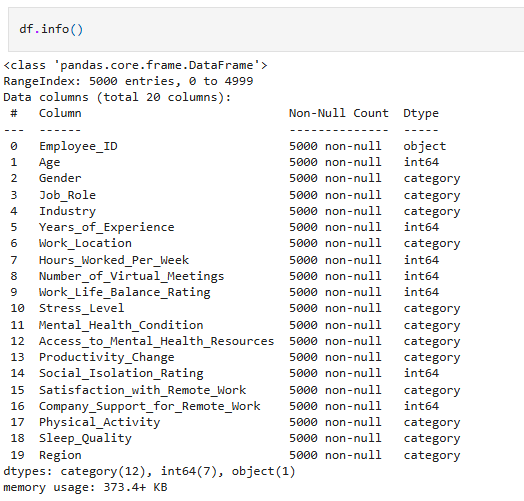 df.info()
<class 'pandas.core.frame.DataFrame'>
RangeIndex: 5000 entries, 0 to 4999
Data columns (total 20 columns):
 #   Column                          Non-Null Count  Dtype
---  ------                          --------------  -----
 0   Employee_ID                     5000 non-null   object
 1   Age                             5000 non-null   int64
 2   Gender                          5000 non-null   category
 3   Job_Role                        5000 non-null   category
 4   Industry                        5000 non-null   category
 5   Years_of_Experience             5000 non-null   int64
 6   Work_Location                   5000 non-null   category
 7   Hours_Worked_Per_Week           5000 non-null   int64
 8   Number_of_Virtual_Meetings      5000 non-null   int64
 9   Work_Life_Balance_Rating        5000 non-null   int64
 10  Stress_Level                    5000 non-null   category
 11  Mental_Health_Condition         5000 non-null   category
 12  Access_to_Mental_Health_Resources  5000 non-null   category
 13  Productivity_Change             5000 non-null   category
 14  Social_Isolation_Rating         5000 non-null   int64
 15  Satisfaction_with_Remote_Work   5000 non-null   category
 16  Company_Support_for_Remote_Work  5000 non-null   int64
 17  Physical_Activity               5000 non-null   category
 18  Sleep_Quality                   5000 non-null   category
 19  Region                          5000 non-null   category
dtypes: category(12), int64(7), object(1)
memory usage: 373.4+ KB